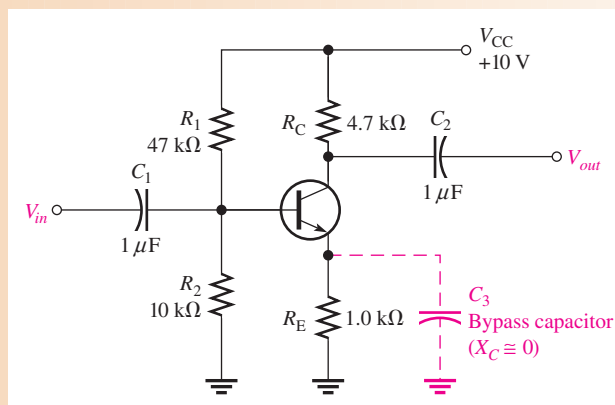 V_CC
+10 V
R_1
47 kΩ
R_C
4.7 kΩ
C_2
1 μF
V_out
C_1
1 μF
V_in
R_2
10 kΩ
R_E
1.0 kΩ
C_3
Bypass capacitor
(X_C ≅ 0)